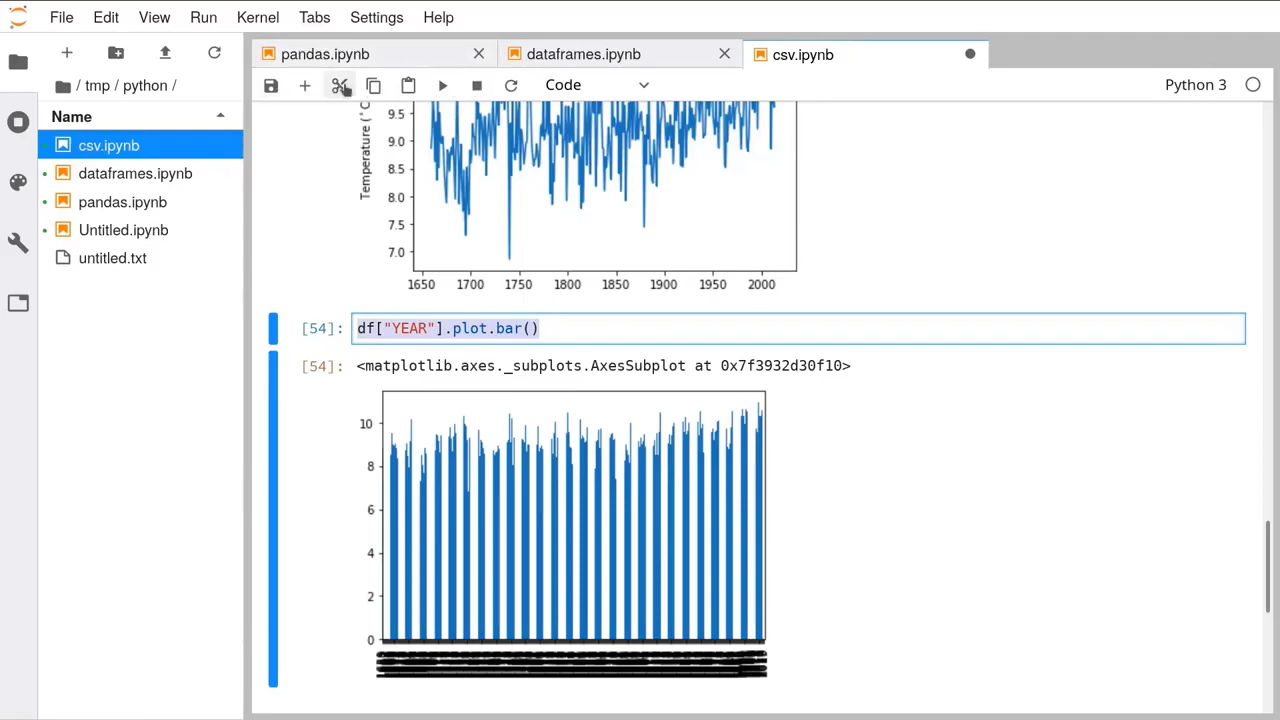 File Edit View Run Kernel Tabs Settings Help
pandas.ipynb
dataframes.ipynb
csv.ipynb
/ tmp / python /
Code
Python 3
Name
csv.ipynb
dataframes.ipynb
pandas.ipynb
Untitled.ipynb
untitled.txt
Temperature (°C
9.5
9.0
8.5
8.0
7.5
7.0
1650 1700 1750 1800 1850 1900 1950 2000
[54]: df["YEAR"].plot.bar()
[54]: <matplotlib.axes._subplots.AxesSubplot at 0x7f3932d30f10>
10
8
6
4
2
0